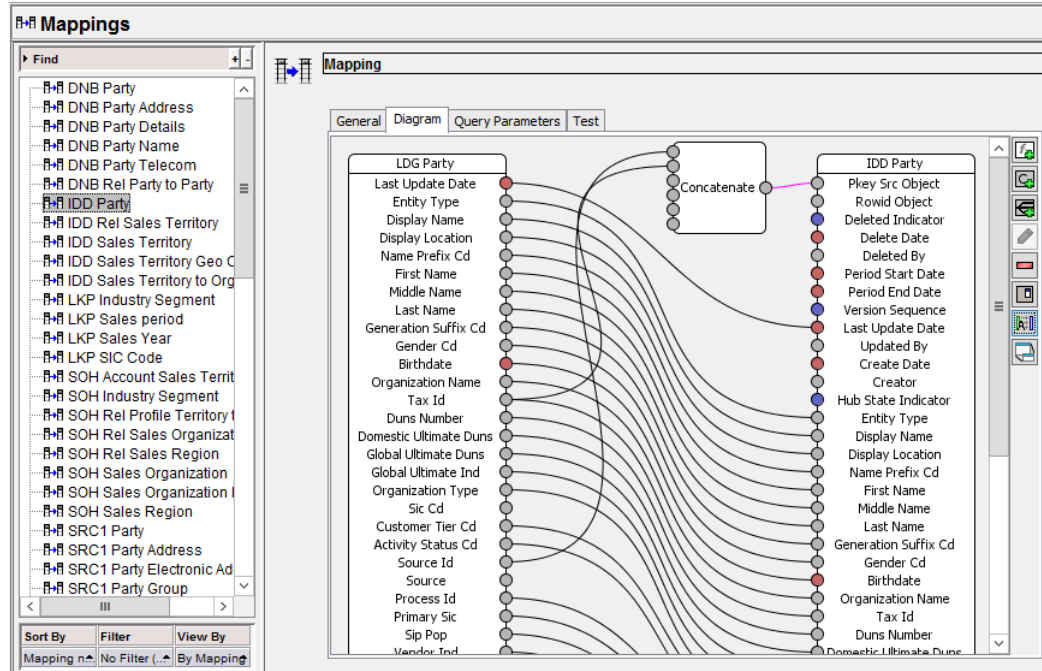 Mappings
Find
+ -
DNB Party
DNB Party Address
DNB Party Details
DNB Party Name
DNB Party Telecom
DNB Rel Party to Party
IDD Party
IDD Rel Sales Territory
IDD Sales Territory
IDD Sales Territory Geo C
IDD Sales Territory to Org
LKP Industry Segment
LKP Sales period
LKP Sales Year
LKP SIC Code
SOH Account Sales Territ
SOH Industry Segment
SOH Rel Profile Territory t
SOH Rel Sales Organizat
SOH Rel Sales Region
SOH Sales Organization
SOH Sales Organization I
SOH Sales Region
SRC1 Party
SRC1 Party Address
SRC1 Party Electronic Ad
SRC1 Party Group
Sort By Filter View By
Mapping n... No Filter (... By Mapping
Mapping
General Diagram Query Parameters Test
LDG Party
Last Update Date
Entity Type
Display Name
Display Location
Name Prefix Cd
First Name
Middle Name
Last Name
Generation Suffix Cd
Gender Cd
Birthdate
Organization Name
Tax Id
Duns Number
Domestic Ultimate Duns
Global Ultimate Duns
Global Ultimate Ind
Organization Type
Sic Cd
Customer Tier Cd
Activity Status Cd
Source Id
Source
Process Id
Primary Sic
Sip Pop
Vendor Ind
Concatenate
IDD Party
Pkey Src Object
Rowid Object
Deleted Indicator
Delete Date
Deleted By
Period Start Date
Period End Date
Version Sequence
Last Update Date
Updated By
Create Date
Creator
Hub State Indicator
Entity Type
Display Name
Display Location
Name Prefix Cd
First Name
Middle Name
Last Name
Generation Suffix Cd
Gender Cd
Birthdate
Organization Name
Tax Id
Duns Number
Domestic Ultimate Duns